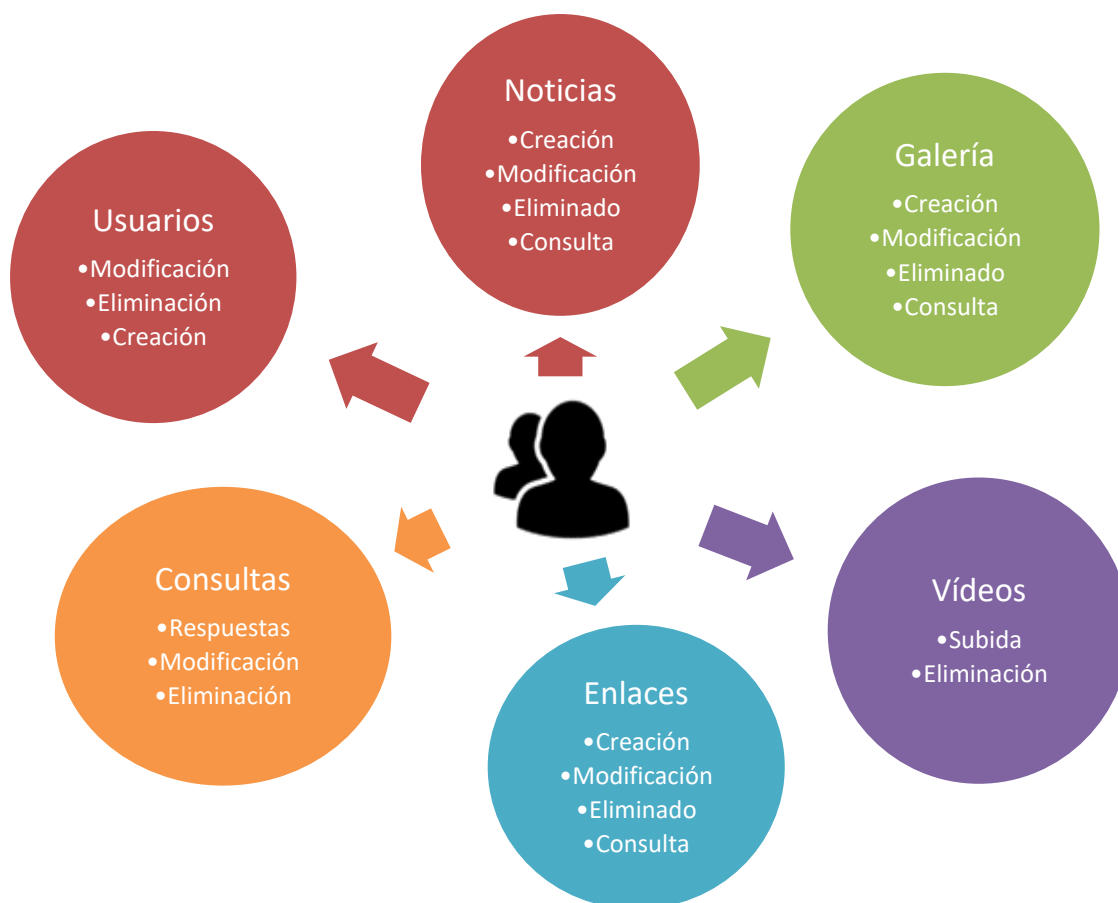 Noticias
•Creación
•Modificación
•Eliminado
•Consulta
Galería
•Creación
•Modificación
•Eliminado
•Consulta
Usuarios
•Modificación
•Eliminación
•Creación
Consultas
•Respuestas
•Modificación
•Eliminación
Vídeos
•Subida
•Eliminación
Enlaces
•Creación
•Modificación
•Eliminado
•Consulta